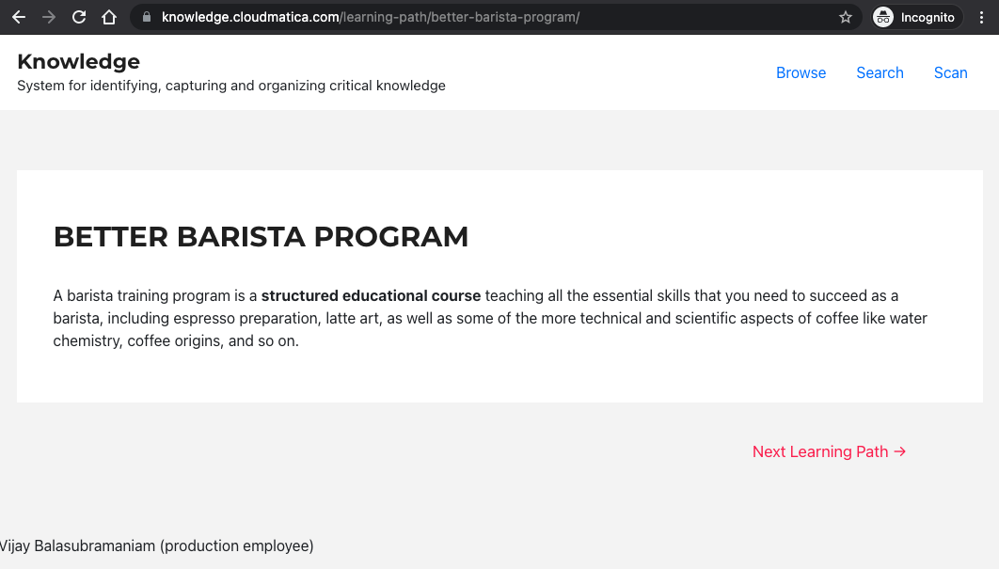 knowledge.cloudmatica.com/learning-path/better-barista-program/
Incognito
Knowledge
System for identifying, capturing and organizing critical knowledge
Browse
Search
Scan
BETTER BARISTA PROGRAM
A barista training program is a structured educational course teaching all the essential skills that you need to succeed as a
barista, including espresso preparation, latte art, as well as some of the more technical and scientific aspects of coffee like water
chemistry, coffee origins, and so on.
Next Learning Path →
Vijay Balasubramaniam (production employee)